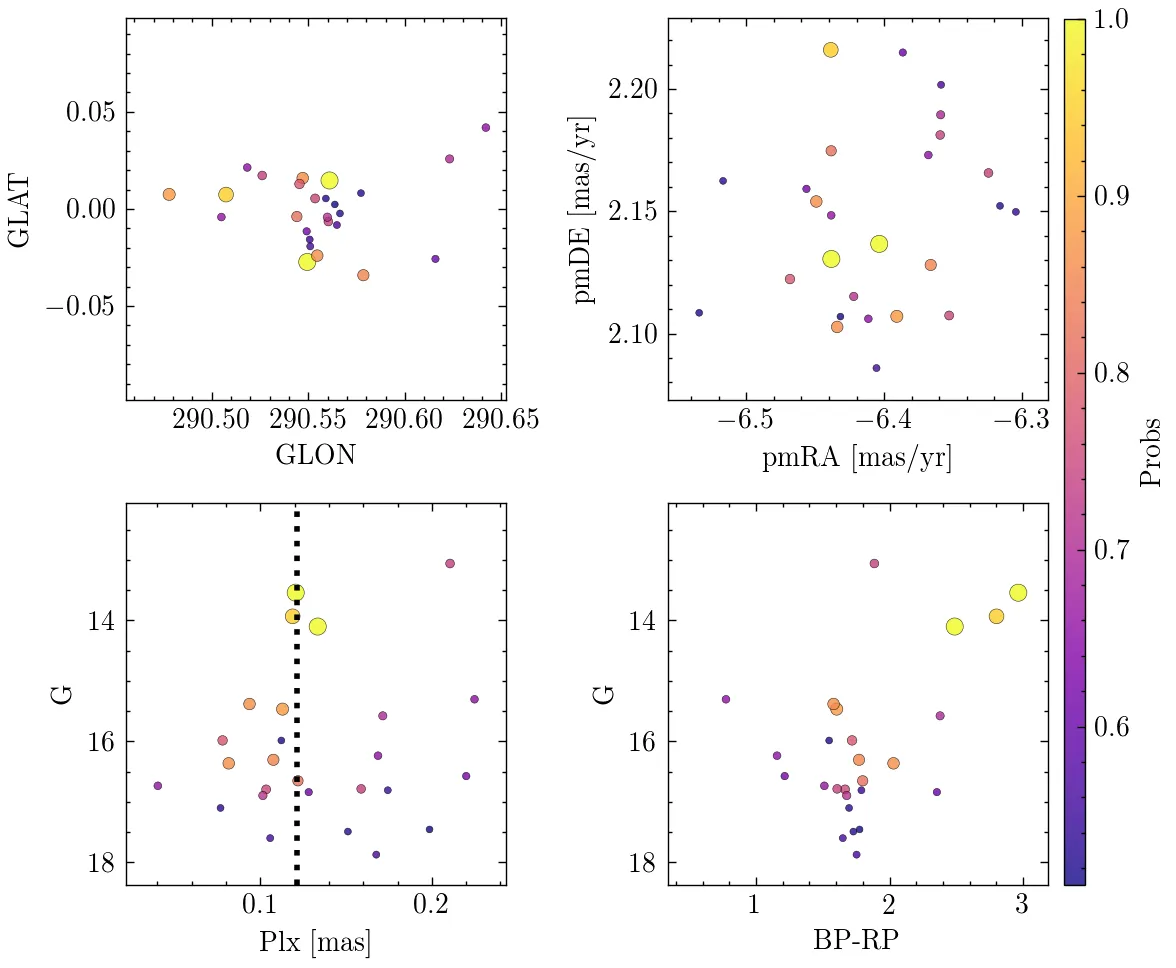 0.05
0.00
−0.05
GLAT
290.50 290.55 290.60 290.65
GLON
2.20
2.15
2.10
pmDE [mas/yr]
−6.5 −6.4 −6.3
pmRA [mas/yr]
14
16
18
G
0.1 0.2
Plx [mas]
14
16
18
G
1 2 3
BP-RP
1.0
0.9
0.8
0.7
0.6
Probs